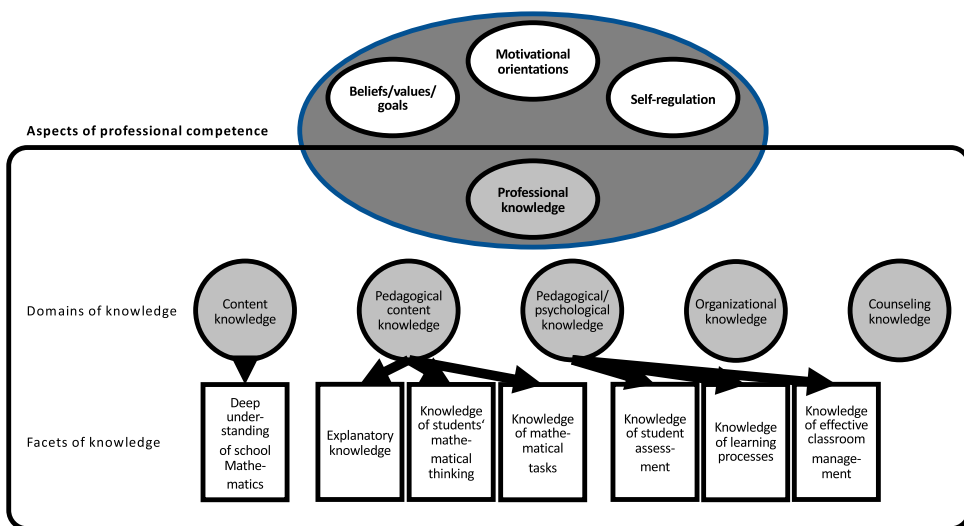 Motivational
orientations
Beliefs/values/
goals
Self-regulation
Aspects of professional competence
Professional
knowledge
Domains of knowledge
Content
knowledge
Pedagogical
content
knowledge
Pedagogical/
psychological
knowledge
Organizational
knowledge
Counseling
knowledge
Facets of knowledge
Deep
under-
standing
of school
Mathe-
matics
Explanatory
knowledge
Knowledge
of students‘
mathe-
matical
thinking
Knowledge
of mathe-
matical
tasks
Knowledge
of student
assess-
ment
Knowledge
of learning
processes
Knowledge
of effective
classroom
manage-
ment